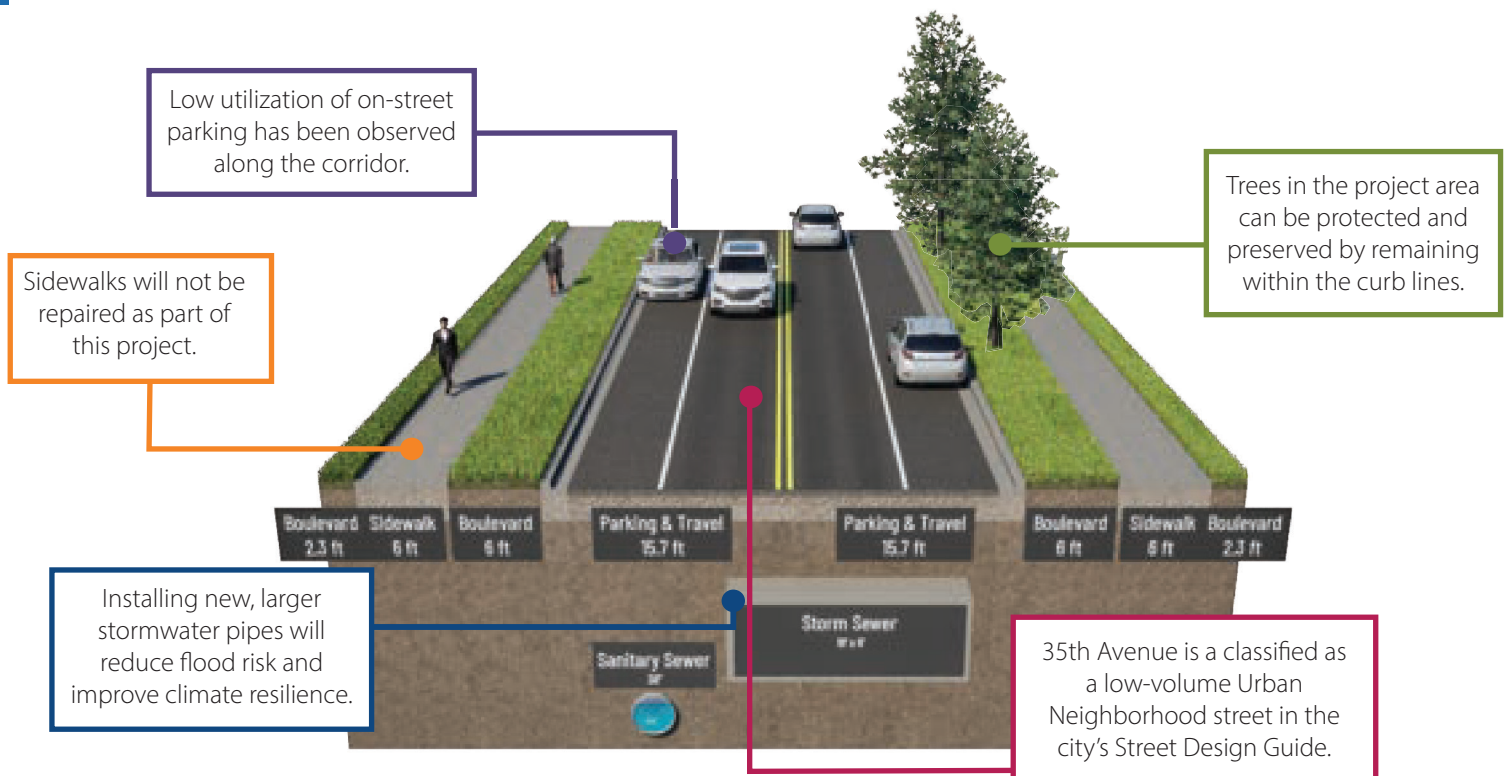 Low utilization of on-street
parking has been observed
along the corridor.
Trees in the project area
can be protected and
preserved by remaining
within the curb lines.
Sidewalks will not be
repaired as part of
this project.
Boulevard
2.3 ft
Sidewalk
6 ft
Boulevard
6 ft
Parking & Travel
15.7 ft
Parking & Travel
15.7 ft
Boulevard
6 ft
Sidewalk
6 ft
Boulevard
2.3 ft
Installing new, larger
stormwater pipes will
reduce flood risk and
improve climate resilience.
Storm Sewer
Sanitary Sewer
35th Avenue is a classified as
a low-volume Urban
Neighborhood street in the
city's Street Design Guide.